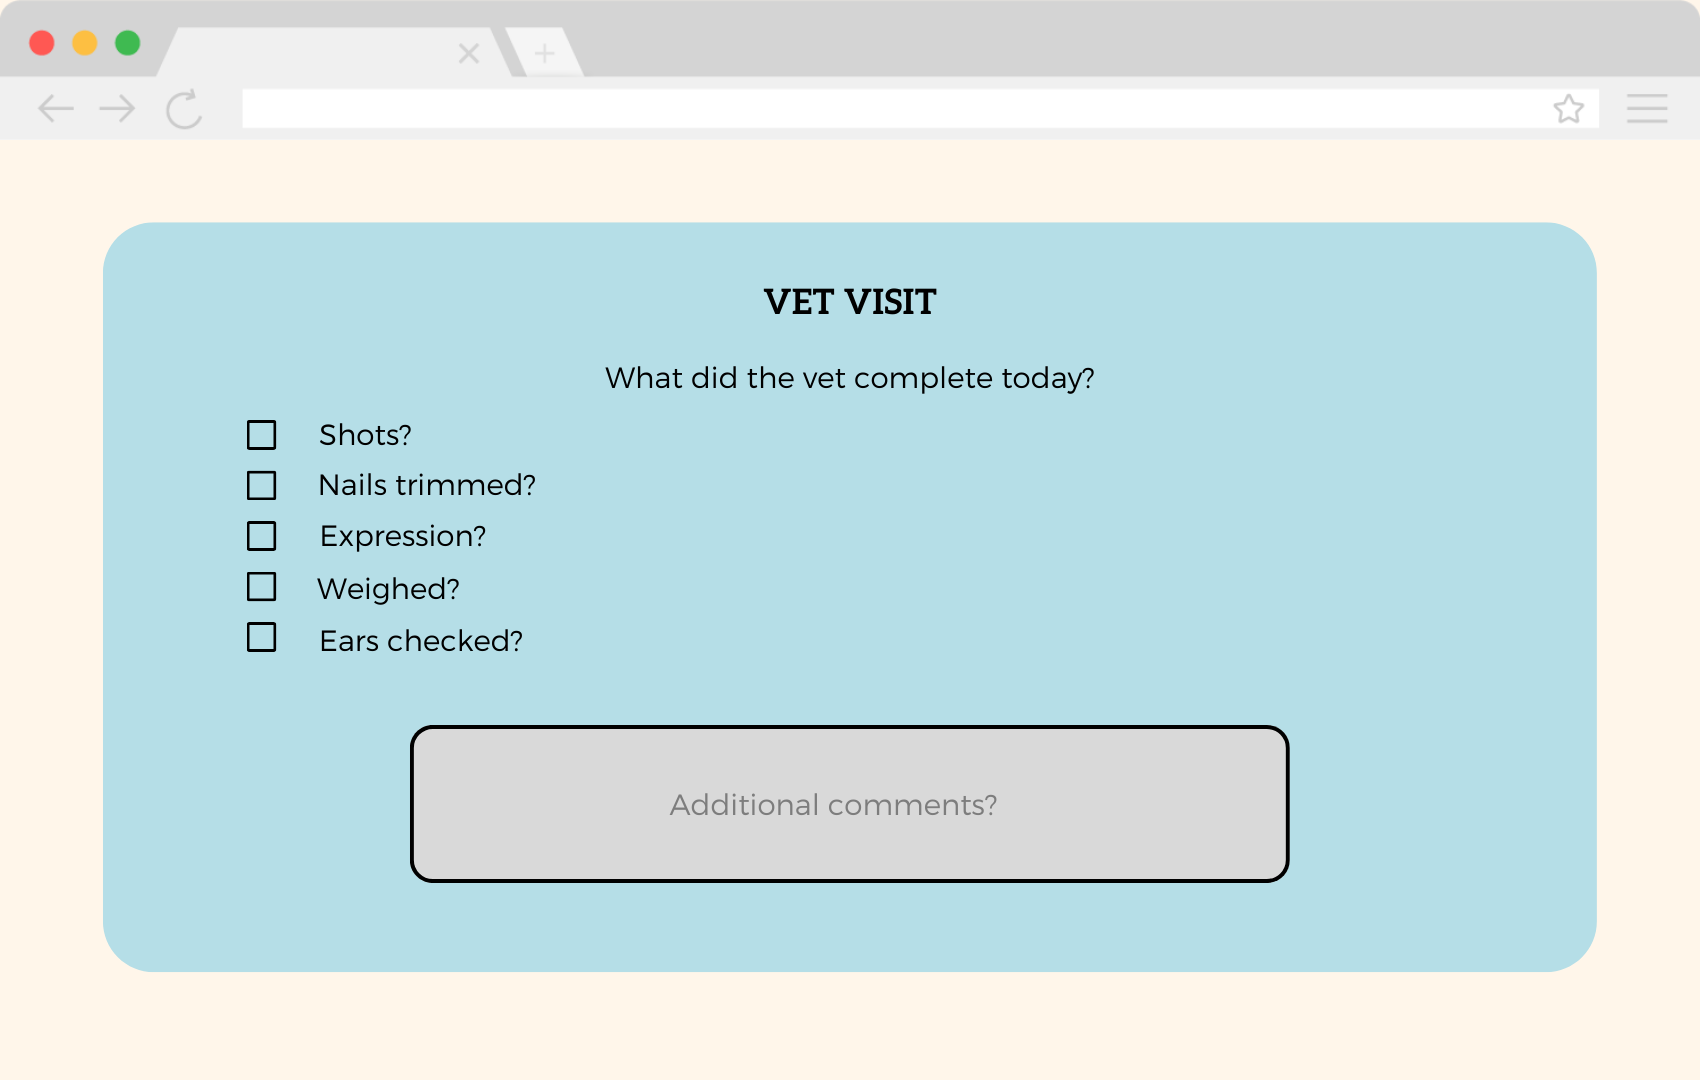 VET VISIT
What did the vet complete today?
Shots?
Nails trimmed?
Expression?
Weighed?
Ears checked?
Additional comments?